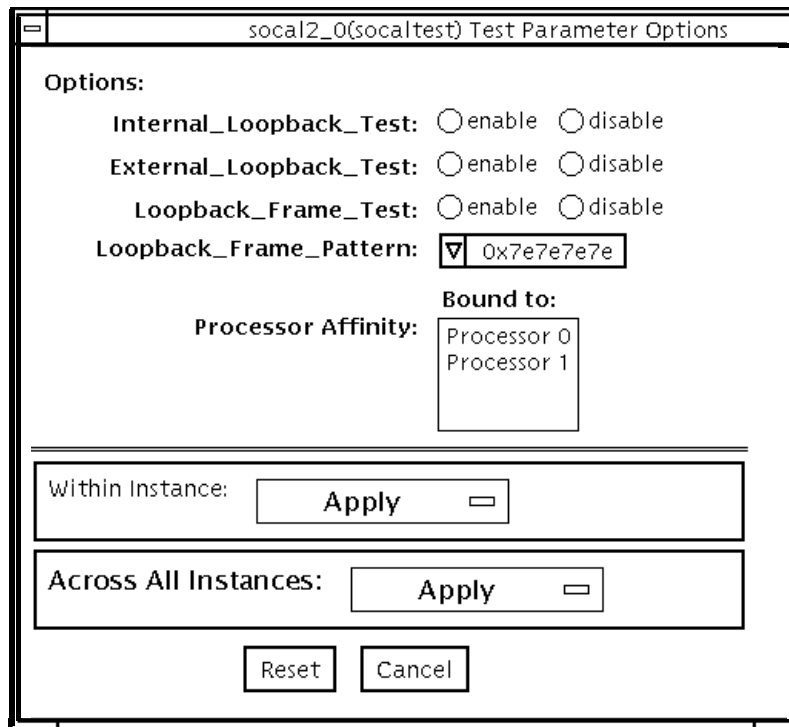 socal2_0(socaltest) Test Parameter Options
Options:
Internal_Loopback_Test: enable disable
External_Loopback_Test: enable disable
Loopback_Frame_Test: enable disable
Loopback_Frame_Pattern: 0x7e7e7e7e
Bound to:
Processor Affinity: Processor 0
Processor 1
Within Instance: Apply
Across All Instances: Apply
Reset Cancel